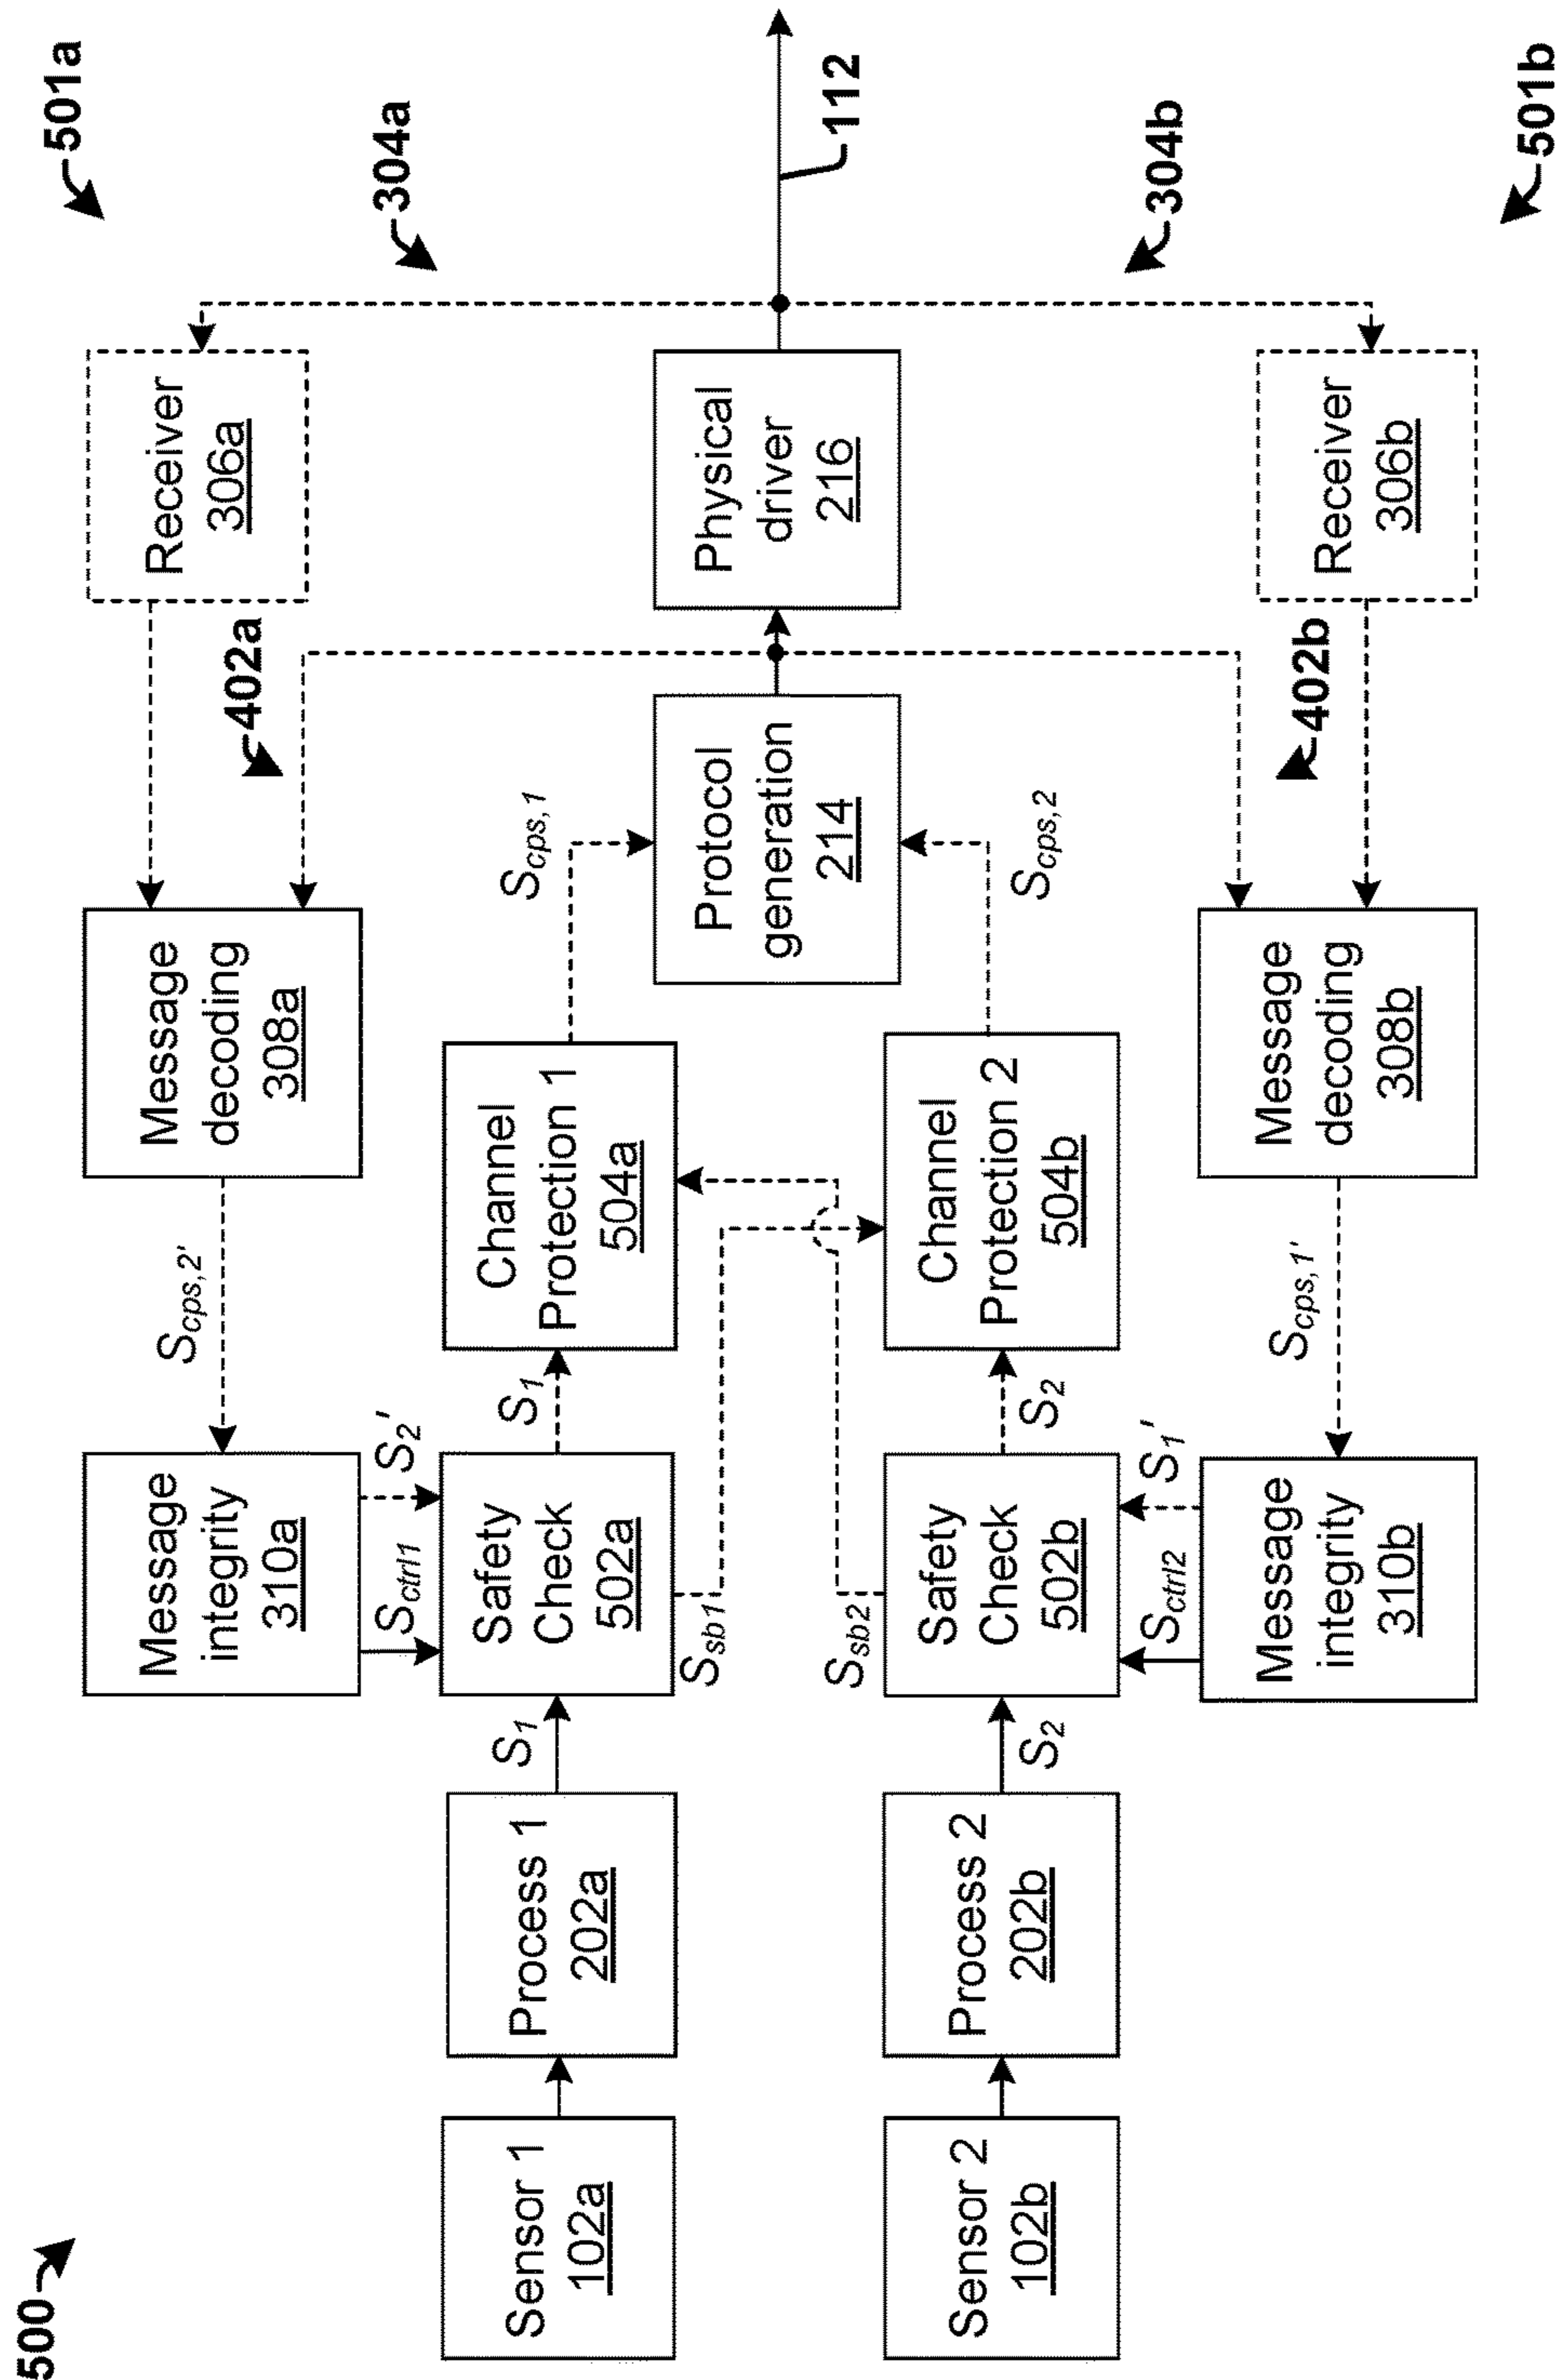 500
501a
304a
402a
Receiver
306a
Message
decoding
308a
Scps,2'
Message
integrity
310a
Sctrl1
S2'
Sensor 1
102a
Process 1
202a
S1
Safety
Check
502a
S1
Channel
Protection 1
504a
Scps,1
Ssb1
Protocol
generation
214
Physical
driver
216
112
Ssb2
Sensor 2
102b
Process 2
202b
S2
Safety
Check
502b
S2
Channel
Protection 2
504b
Scps,2
304b
Sctrl2
S1'
Message
integrity
310b
Scps,1'
Message
decoding
308b
402b
Receiver
306b
501b